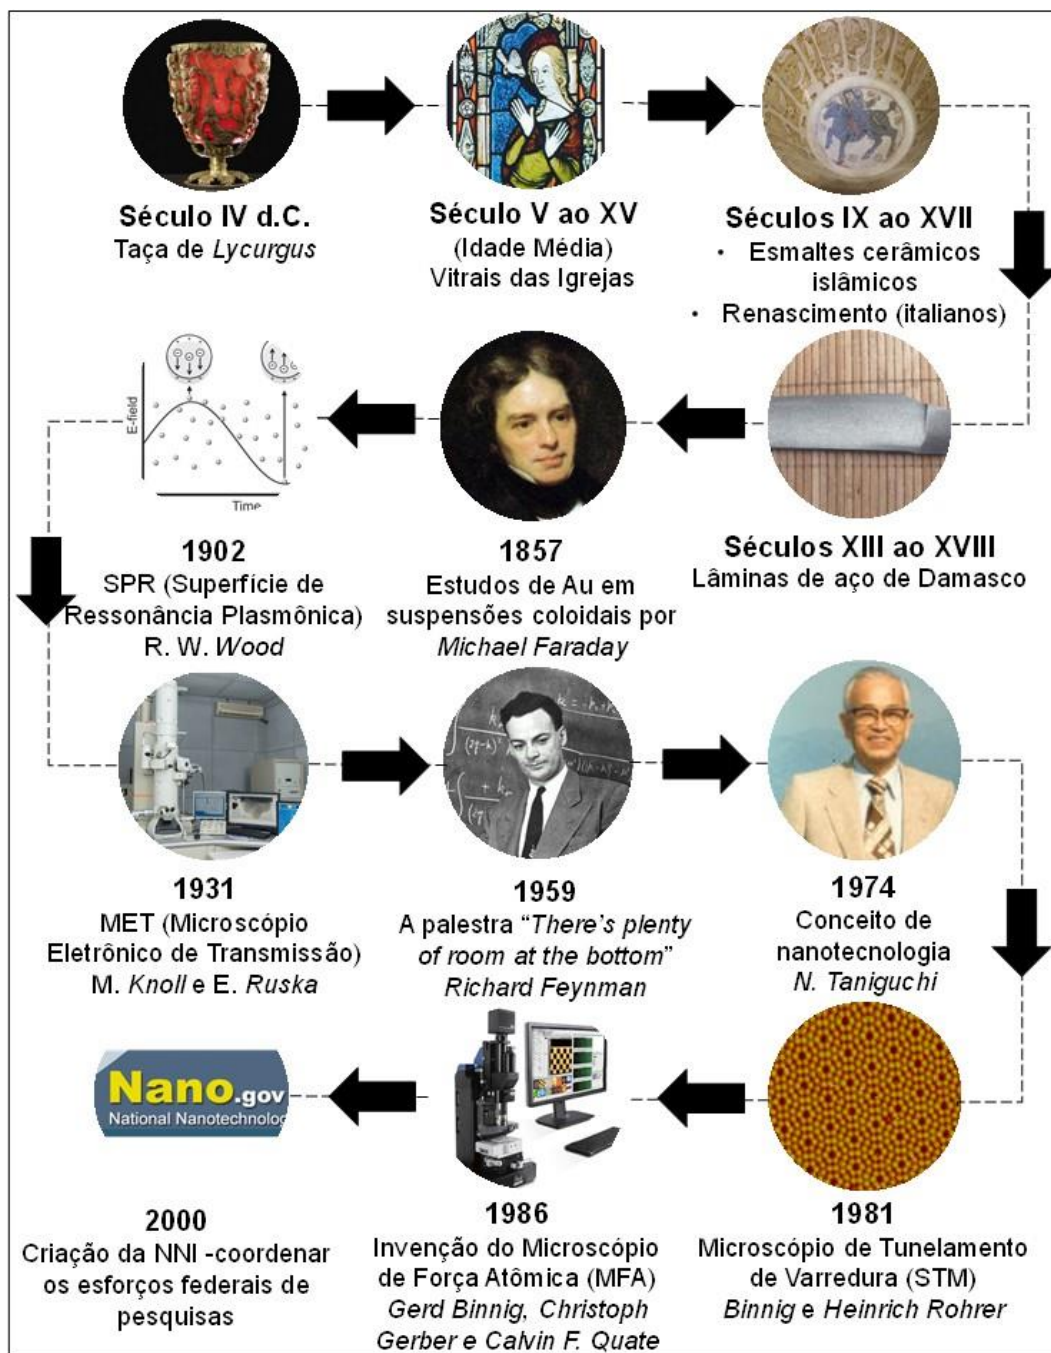 Século IV d.C.
Taça de Lycurgus
Século V ao XV
(Idade Média)
Vitrais das Igrejas
Séculos IX ao XVII
• Esmaltes cerâmicos
islâmicos
• Renascimento (italianos)
Séculos XIII ao XVIII
Lâminas de aço de Damasco
1857
Estudos de Au em
suspensões coloidais por
Michael Faraday
E-field
Time
1902
SPR (Superfície de
Ressonância Plasmônica)
R. W. Wood
1931
MET (Microscópio
Eletrônico de Transmissão)
M. Knoll e E. Ruska
1959
A palestra “There’s plenty
of room at the bottom”
Richard Feynman
1974
Conceito de
nanotecnologia
N. Taniguchi
1981
Microscópio de Tunelamento
de Varredura (STM)
Binnig e Heinrich Rohrer
1986
Invenção do Microscópio
de Força Atômica (MFA)
Gerd Binnig, Christoph
Gerber e Calvin F. Quate
Nano.gov
National Nanotechnolo
2000
Criação da NNI -coordenar
os esforços federais de
pesquisas